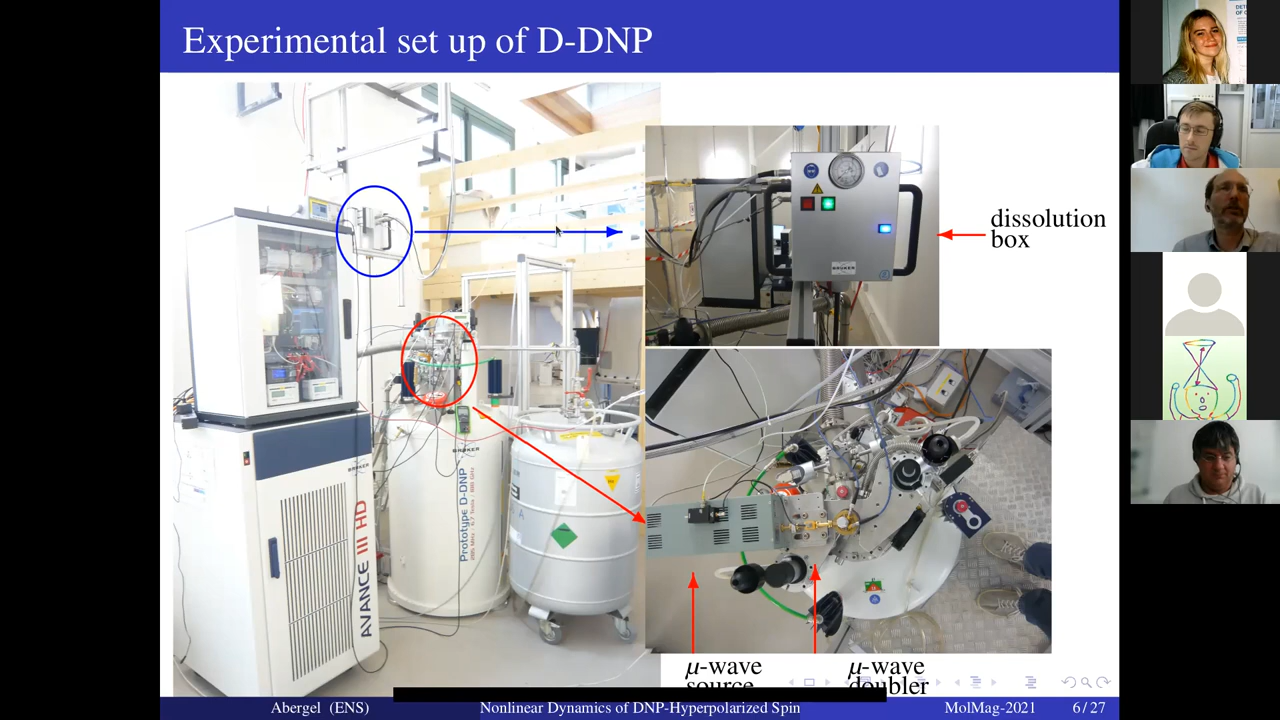 Experimental set up of D-DNP
dissolution
box
BRUKER
BRUKER
AVANCE III HD
Prototype D-DNP
μ-wave
source
μ-wave
doubler
Abergel (ENS)
Nonlinear Dynamics of DNP-Hyperpolarized Spin
MolMag-2021
6 / 27